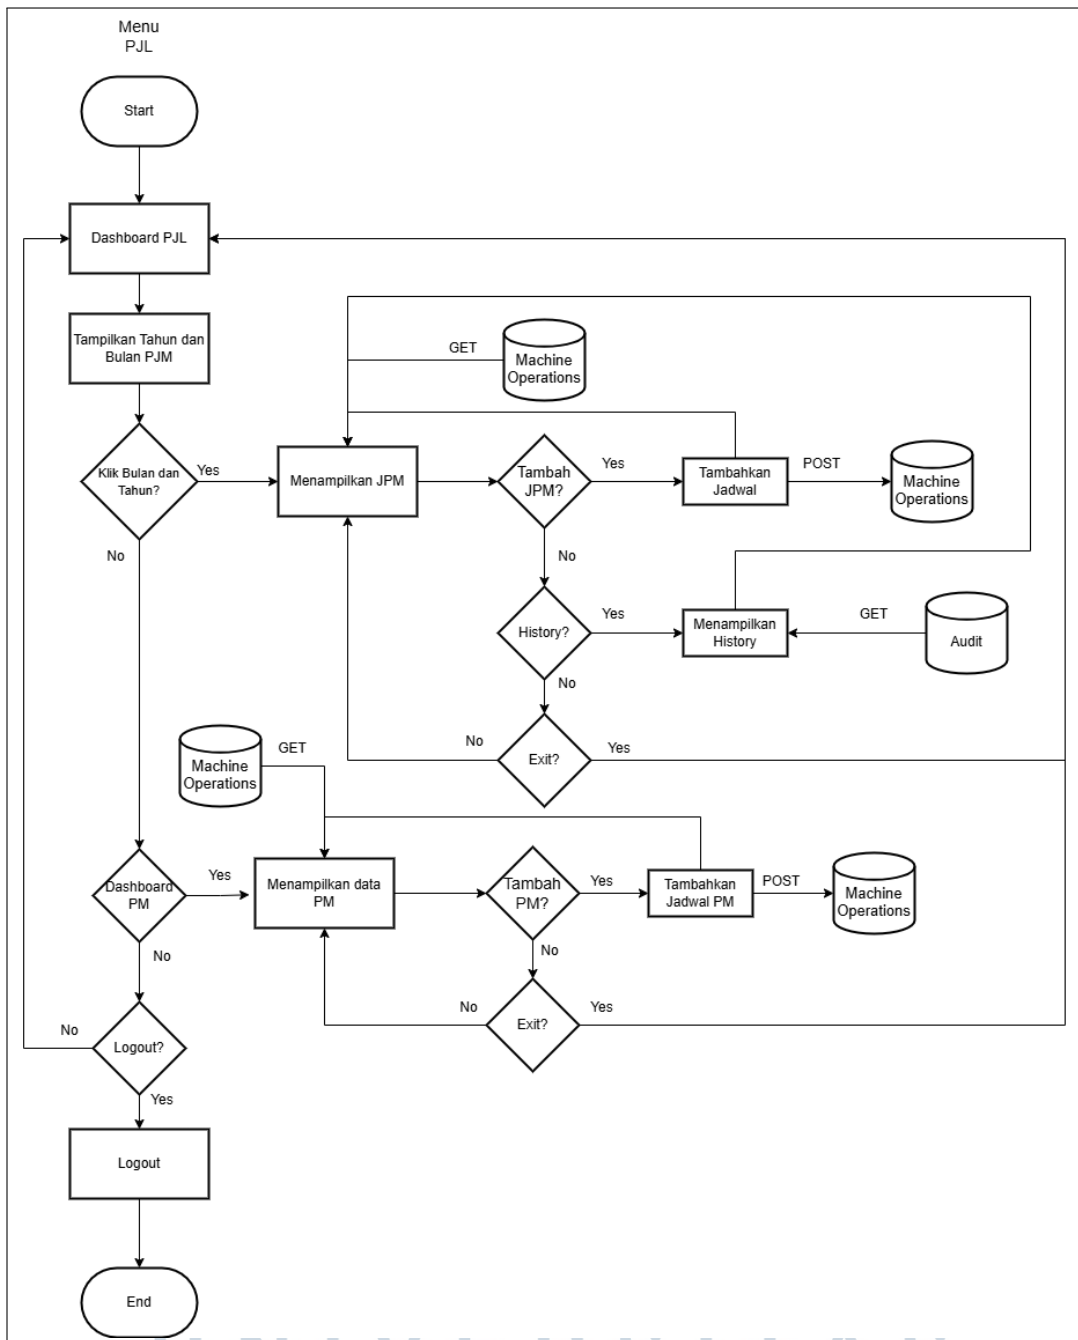 Menu
PJL
Start
Dashboard PJL
Tampilkan Tahun dan
Bulan PJM
GET
Machine
Operations
Klik Bulan dan
Tahun?
Yes
Menampilkan JPM
Tambah
JPM?
Yes
Tambahkan
Jadwal
POST
Machine
Operations
No
No
History?
Yes
Menampilkan
History
GET
Audit
No
Exit?
No
Yes
Machine
Operations
GET
Dashboard
PM
Yes
Menampilkan data
PM
Tambah
PM?
Yes
Tambahkan
Jadwal PM
POST
Machine
Operations
No
No
Exit?
No
Yes
Logout?
No
Yes
Logout
End